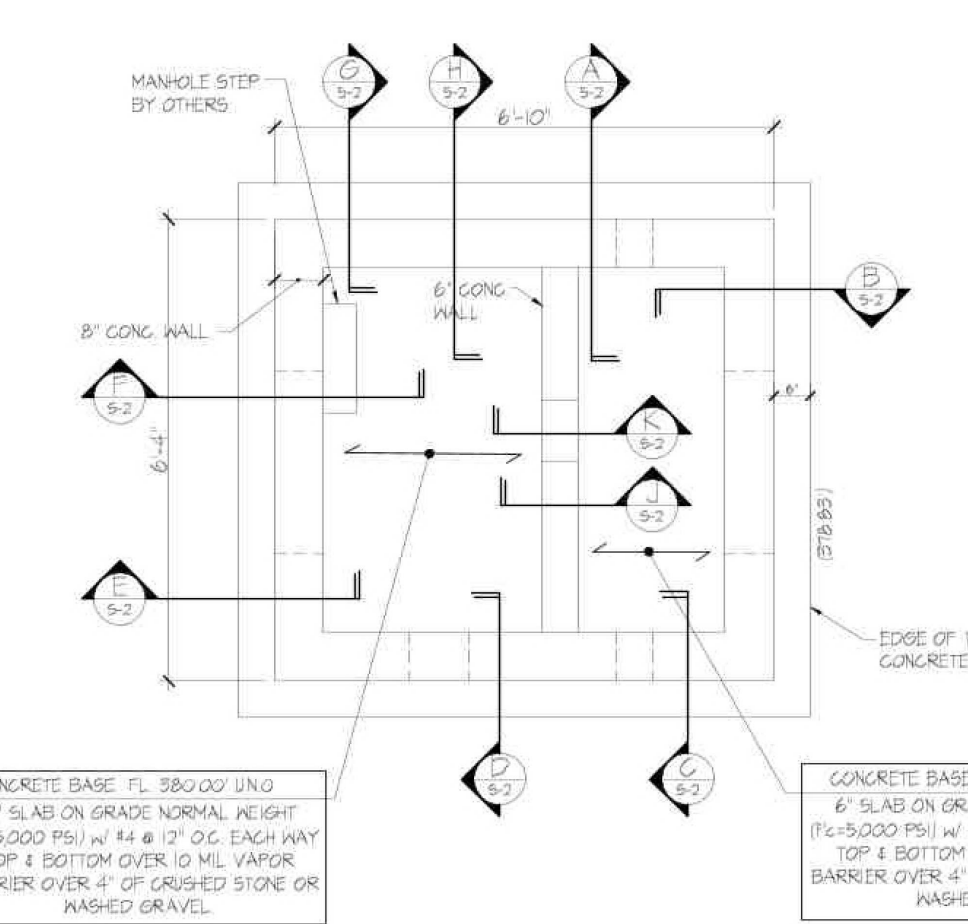 G
S-2
H
S-2
A
S-2
MANHOLE STEP
BY OTHERS
6'-10"
6" CONC
WALL
B
S-2
8" CONC. WALL
F
S-2
6"
K
S-2
6'-4"
J
S-2
(378.83')
E
S-2
EDGE OF
CONCRETE
D
S-2
C
S-2
CONCRETE BASE FL 380.00' U.N.O
SLAB ON GRADE NORMAL WEIGHT
5,000 PSI) w/ #4 @ 12" O.C. EACH WAY
TOP & BOTTOM OVER 10 MIL VAPOR
BARRIER OVER 4" OF CRUSHED STONE OR
WASHED GRAVEL
CONCRETE BASE
6" SLAB ON GRA
(f'c=5,000 PSI) w/
TOP & BOTTOM
BARRIER OVER 4"
WASHE